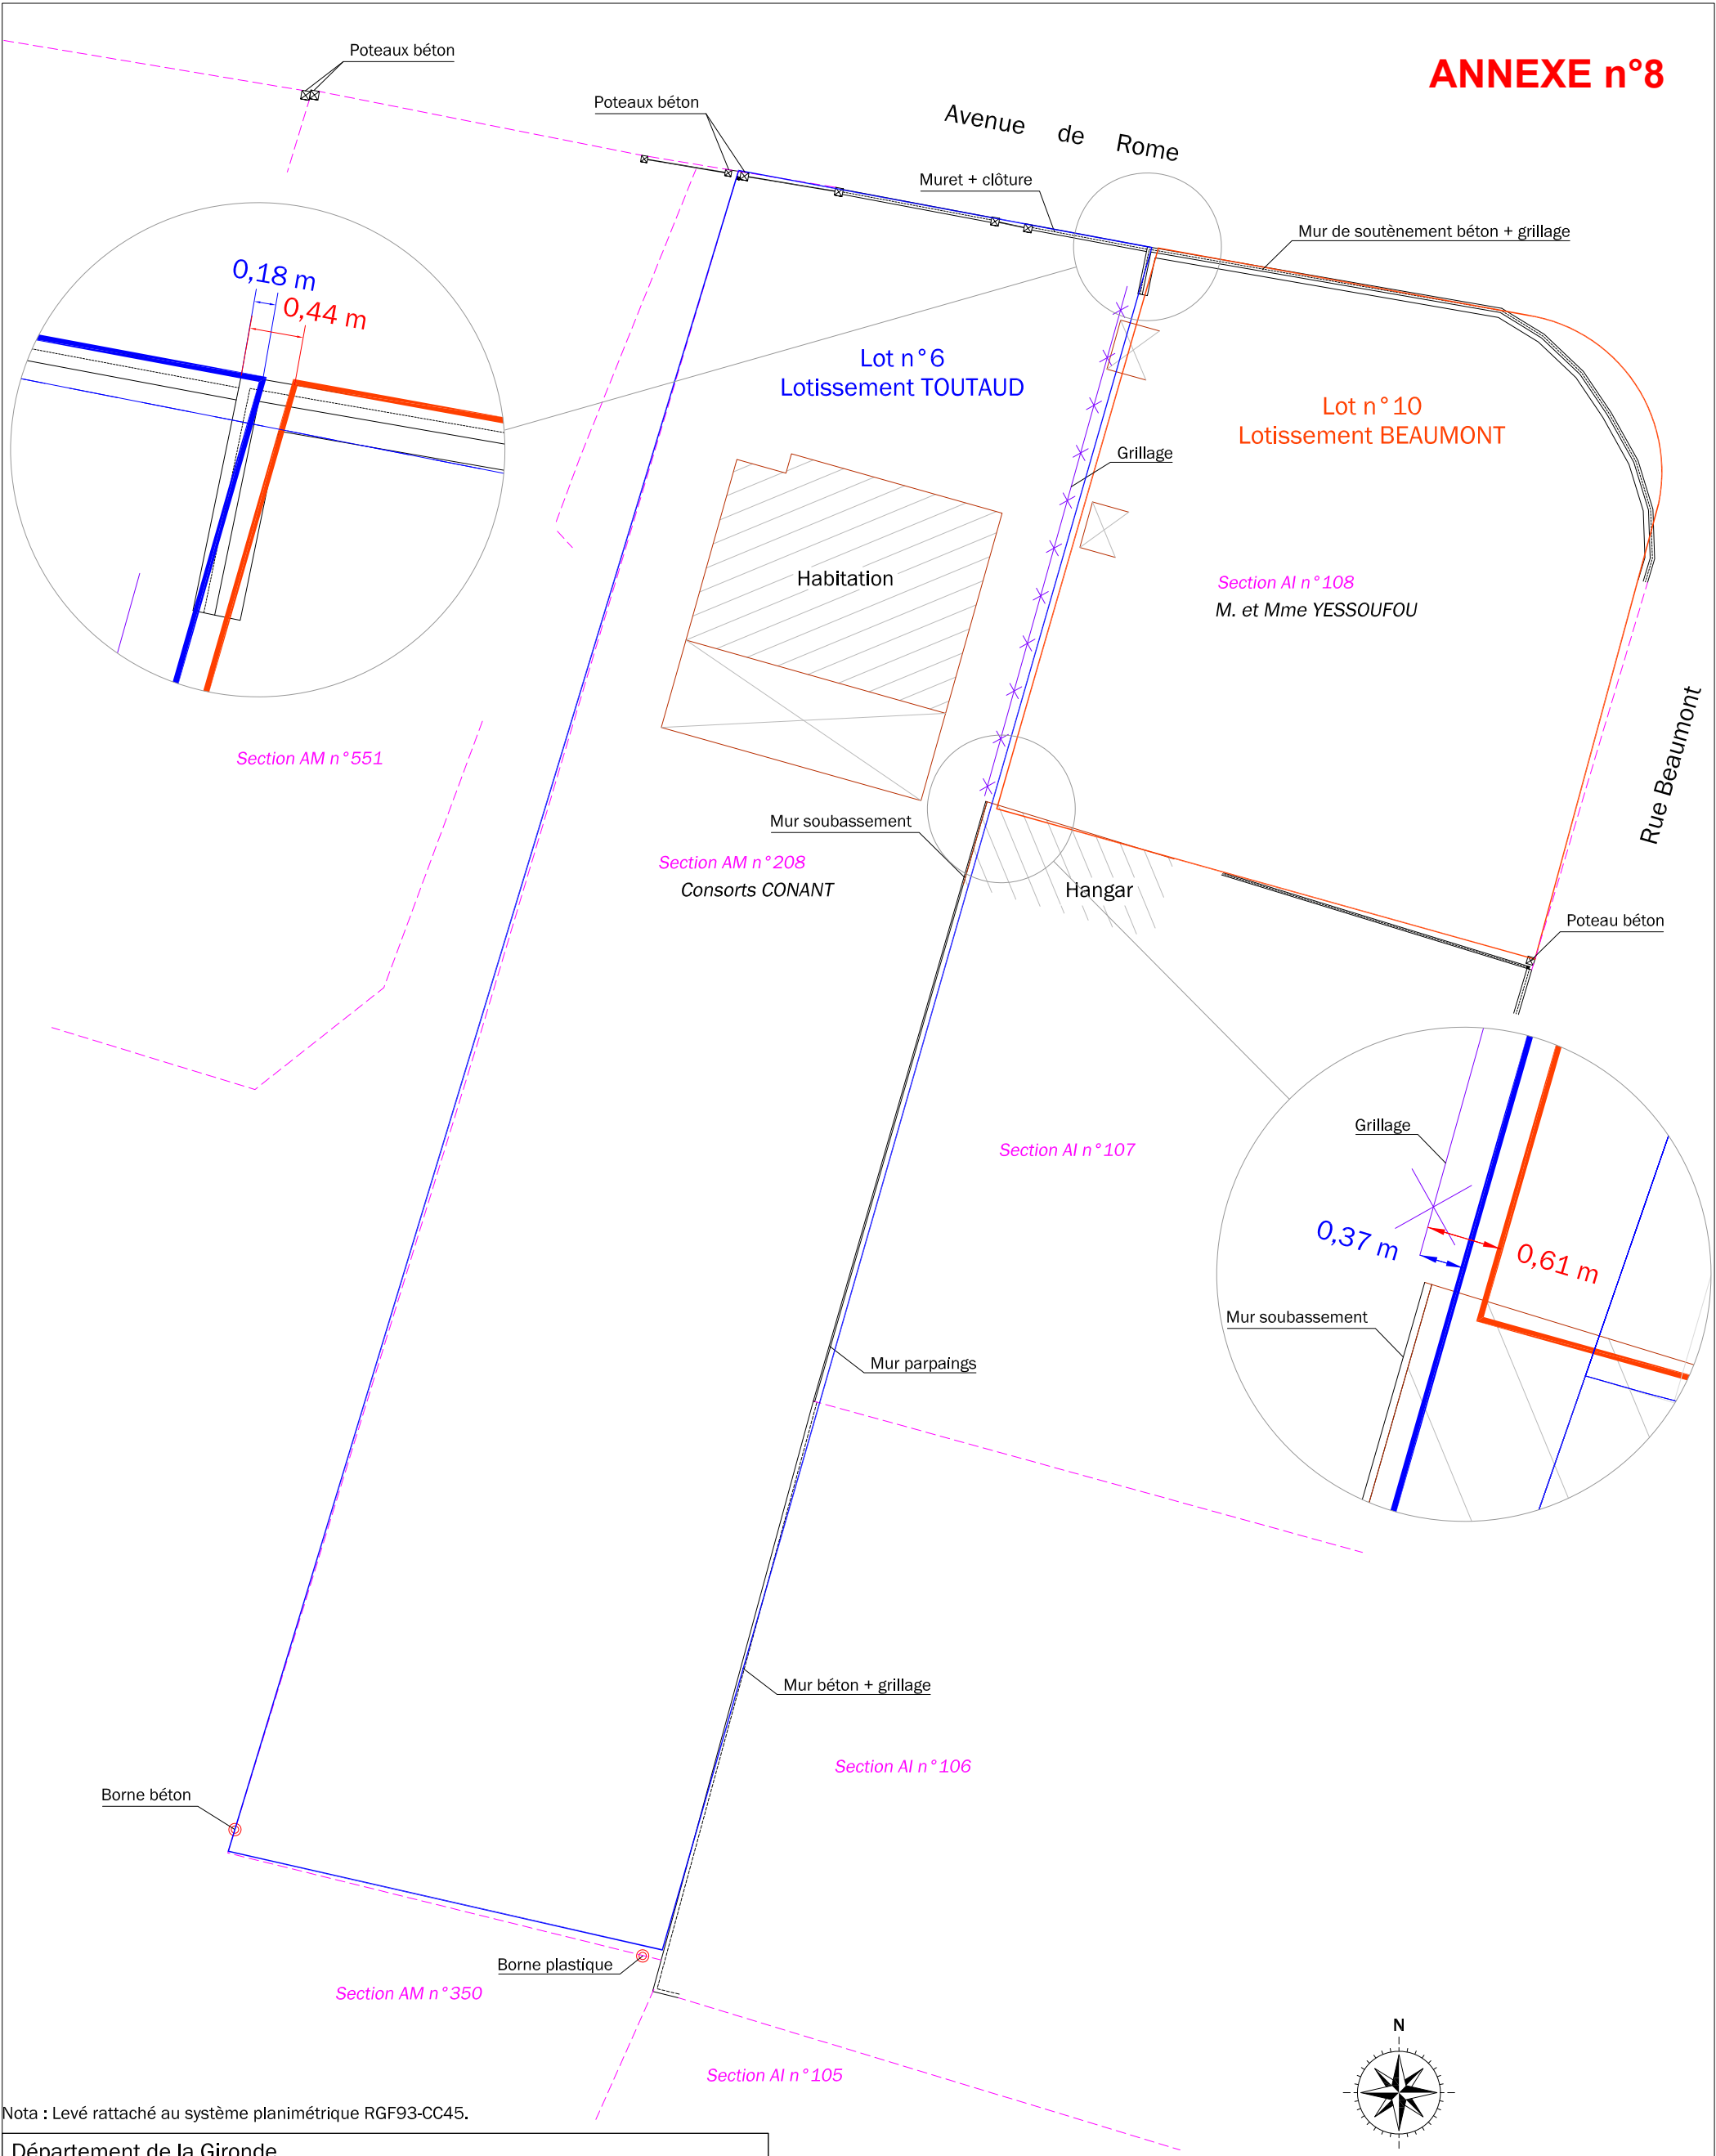 ANNEXE n°8
Poteaux béton
Poteaux béton
Avenue de Rome
Muret + clôture
Mur de soutènement béton + grillage
0,18 m
0,44 m
Lot n°6
Lotissement TOUTAUD
Lot n°10
Lotissement BEAUMONT
Grillage
Habitation
Section AI n°108
M. et Mme YESSOUFOU
Rue Beaumont
Section AM n°551
Mur soubassement
Section AM n°208
Consorts CONANT
Hangar
Poteau béton
Grillage
Section AI n°107
0,37 m
0,61 m
Mur soubassement
Mur parpaings
Mur béton + grillage
Section AI n°106
Borne béton
Borne plastique
Section AM n°350
N
Section AI n°105
Nota : Levé rattaché au système planimétrique RGF93-CC45.
Département de la Gironde